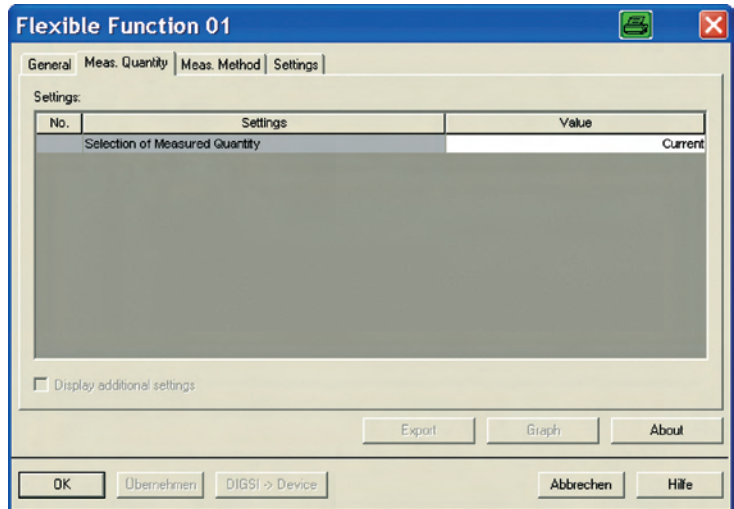 Flexible Function 01
General Meas. Quantity Meas. Method Settings
Settings:
No. Settings Value
Selection of Measured Quantity Current
Display additional settings
Export Graph About
OK Übernehmen DIGSI -> Device Abbrechen Hilfe